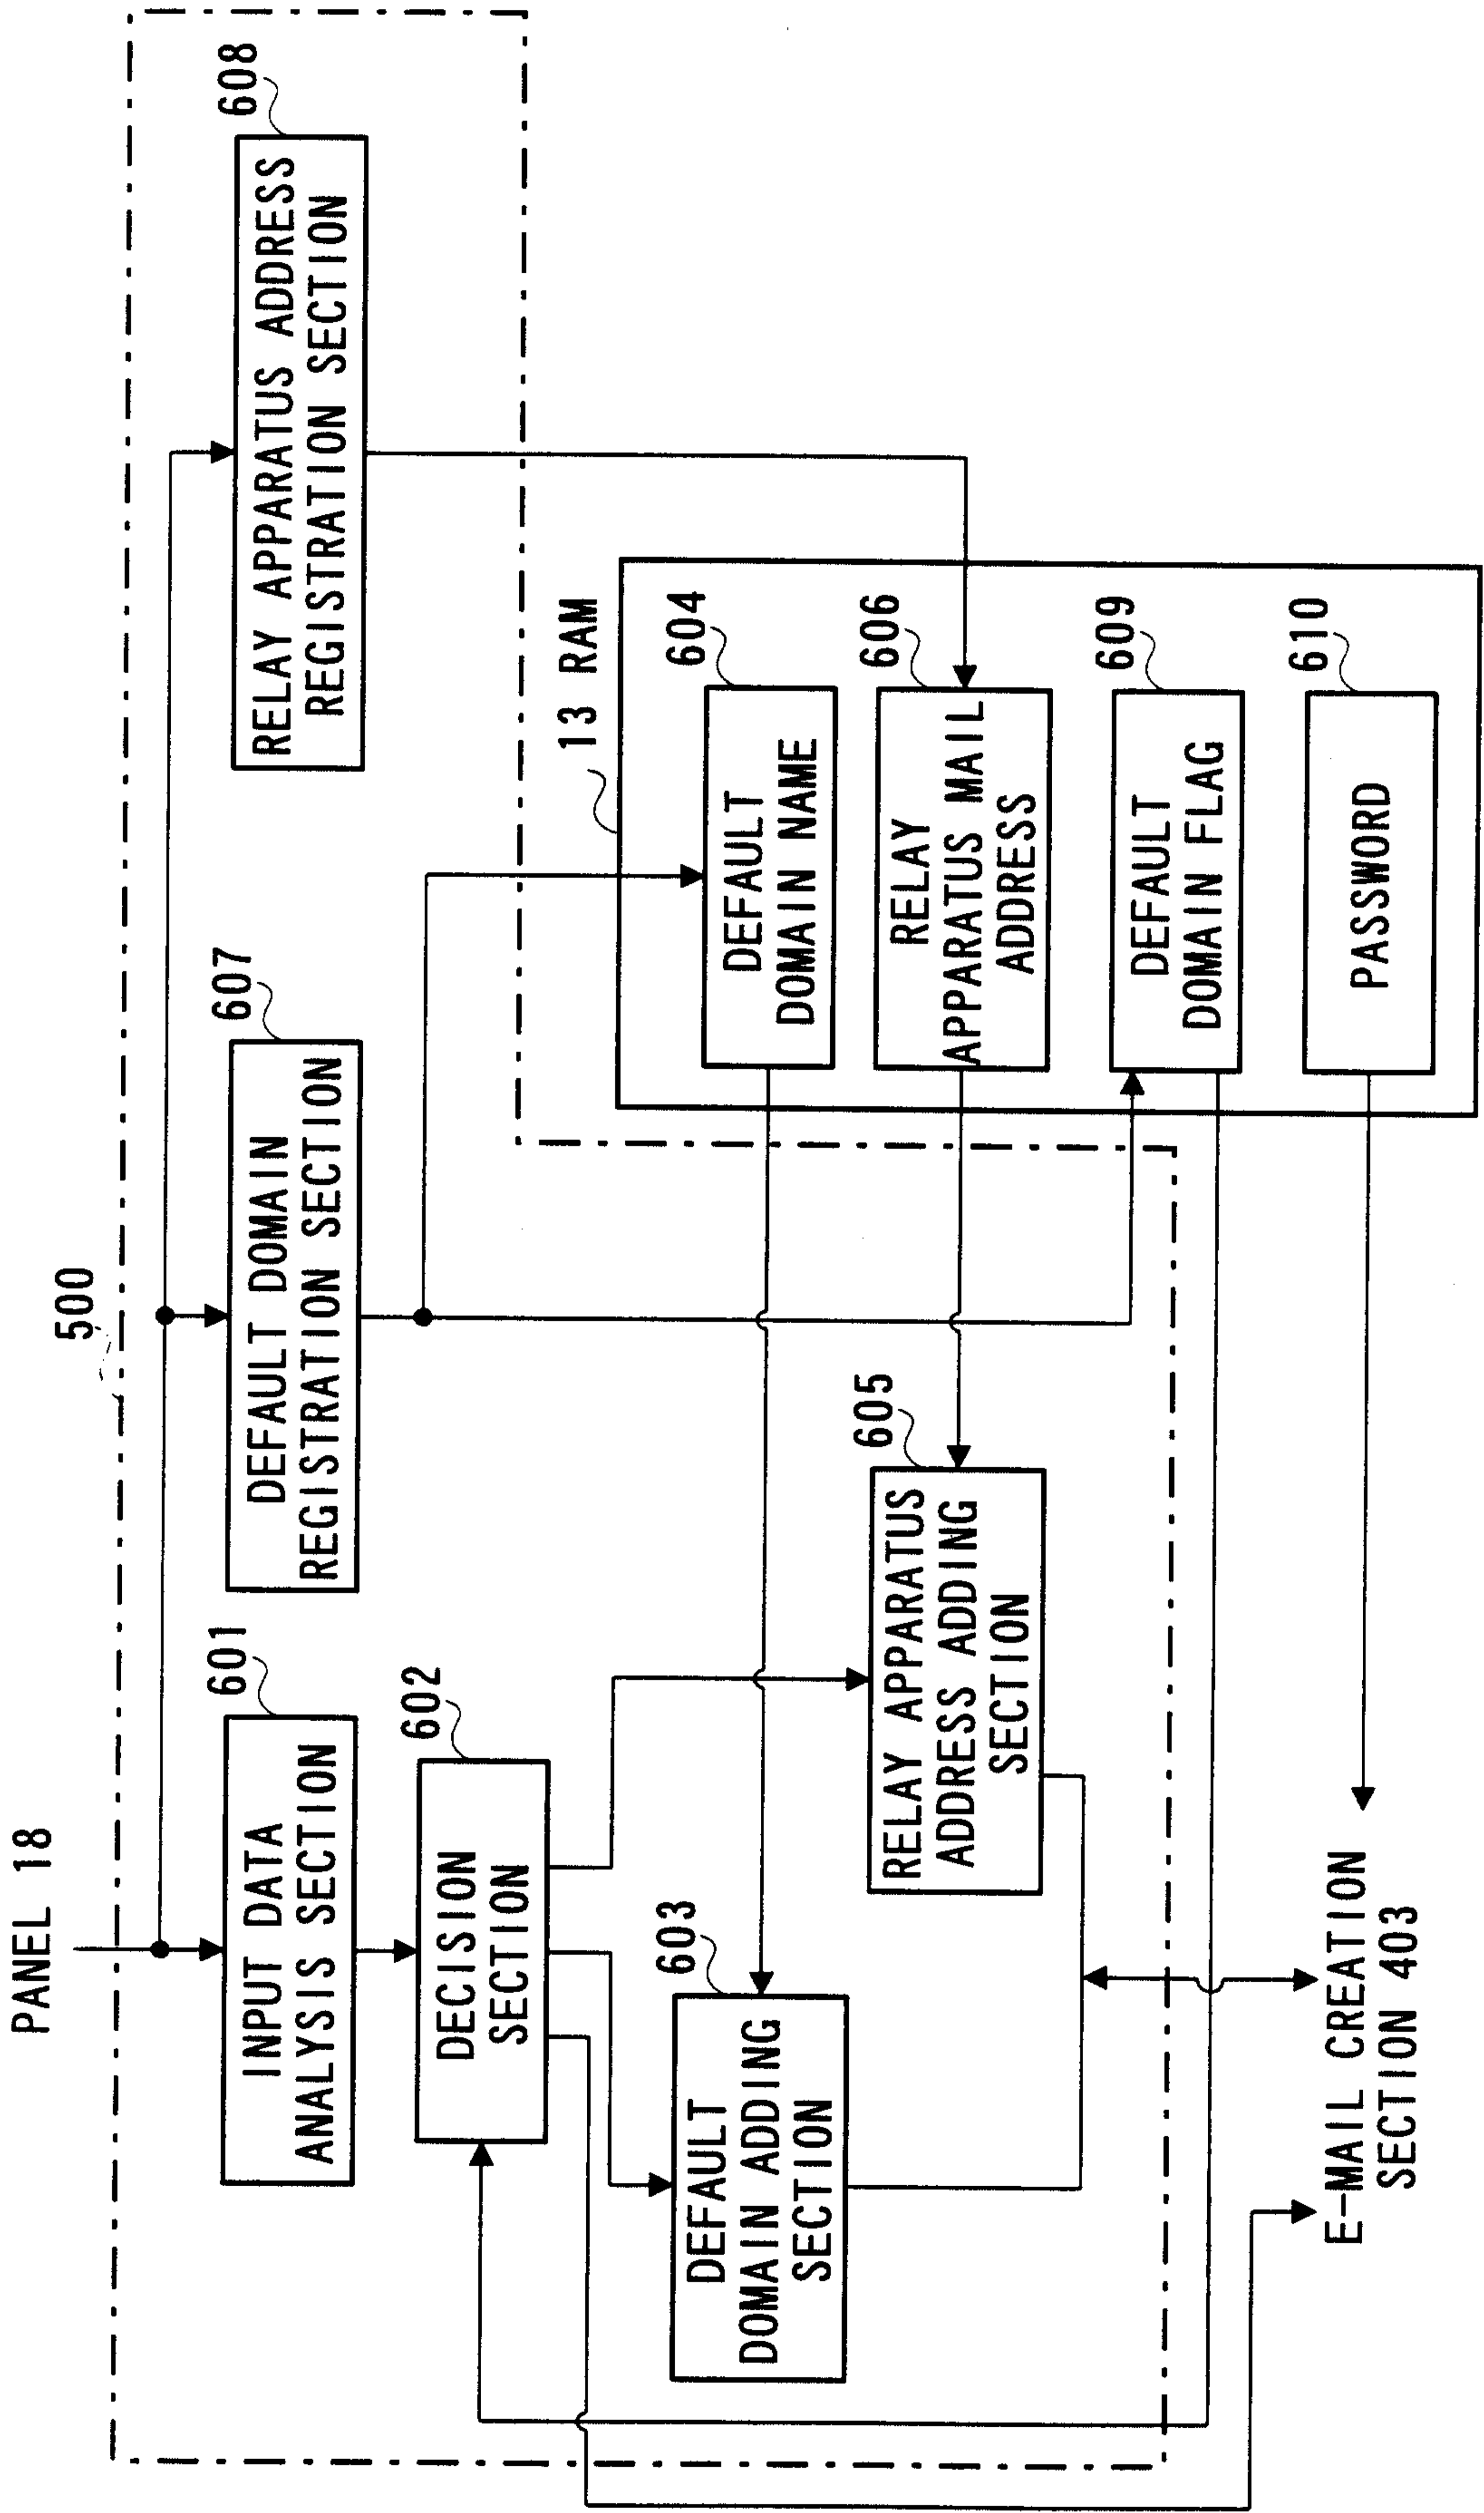 PANEL 18
500
601
INPUT DATA
ANALYSIS SECTION
607
DEFAULT DOMAIN
REGISTRATION SECTION
608
RELAY APPARATUS ADDRESS
REGISTRATION SECTION
602
DECISION
SECTION
13 RAM
603
DEFAULT
DOMAIN ADDING
SECTION
604
DEFAULT
DOMAIN NAME
605
RELAY APPARATUS
ADDRESS ADDING
SECTION
606
RELAY
APPARATUS MAIL
ADDRESS
609
DEFAULT
DOMAIN FLAG
610
PASSWORD
E-MAIL CREATION
SECTION 403